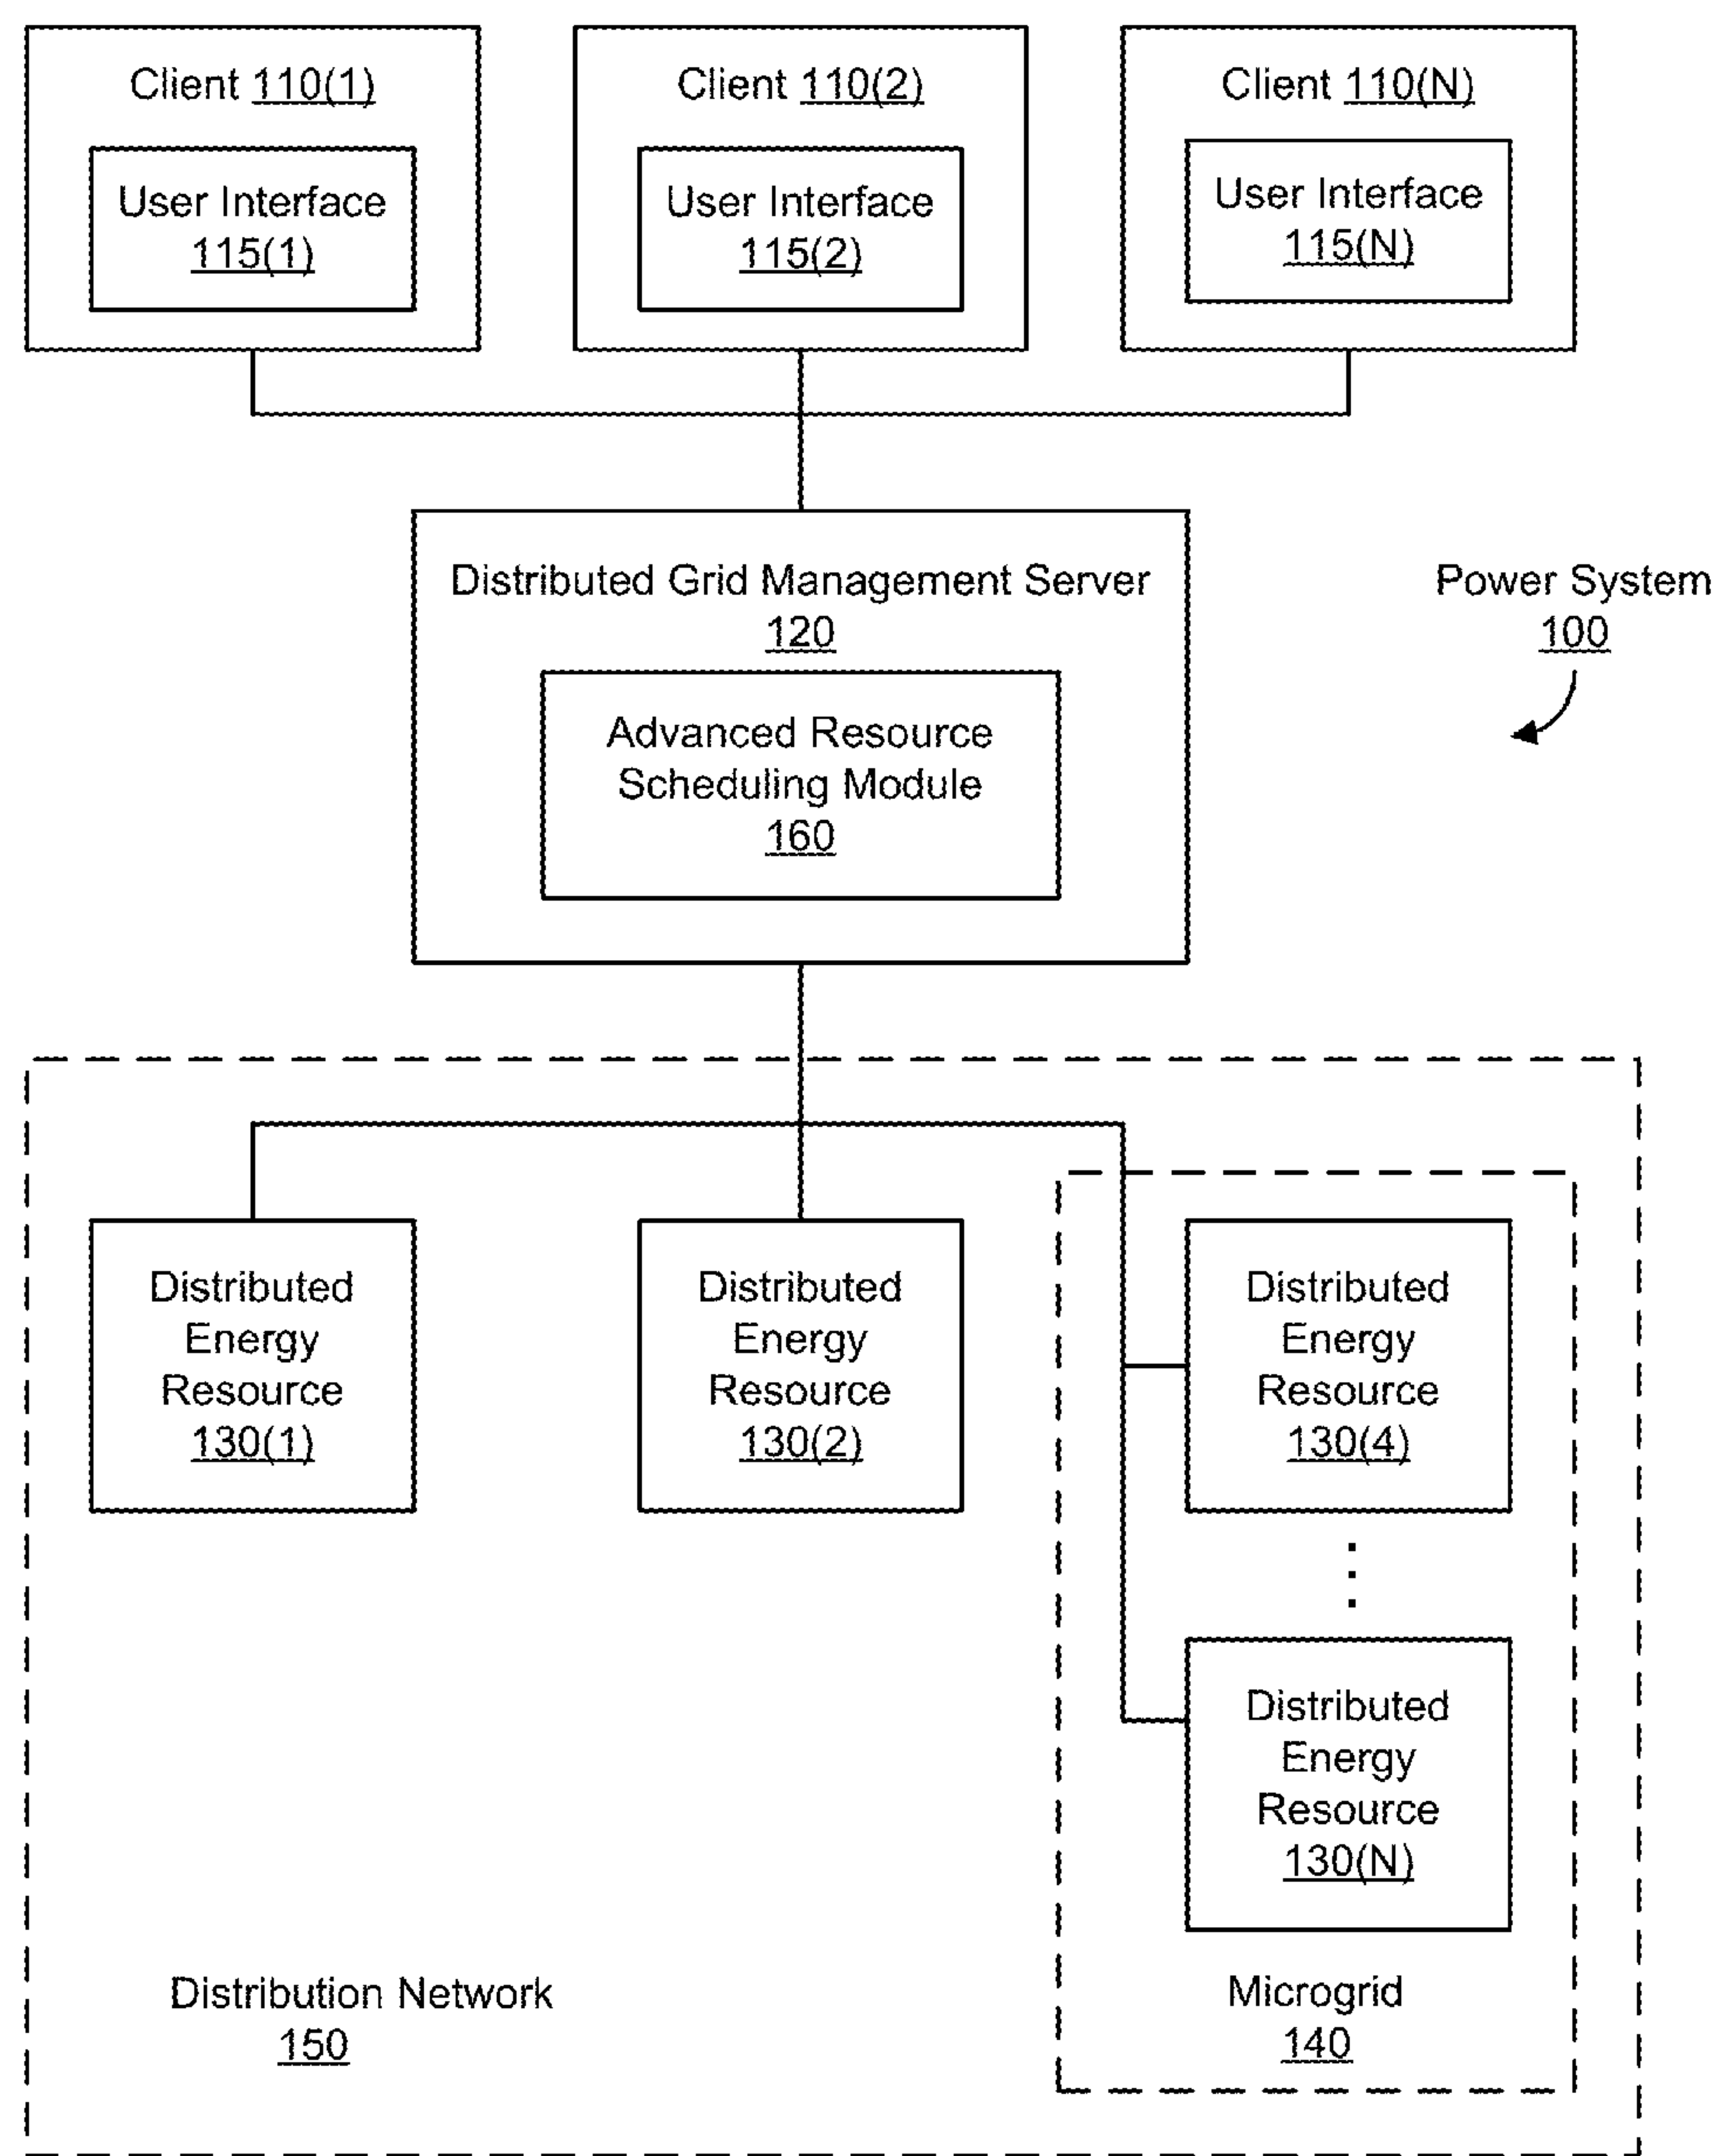 Client 110(1)
User Interface
115(1)
Client 110(2)
User Interface
115(2)
Client 110(N)
User Interface
115(N)
Distributed Grid Management Server
120
Advanced Resource
Scheduling Module
160
Power System
100
Distributed
Energy
Resource
130(1)
Distributed
Energy
Resource
130(2)
Distributed
Energy
Resource
130(4)
Distributed
Energy
Resource
130(N)
Distribution Network
150
Microgrid
140